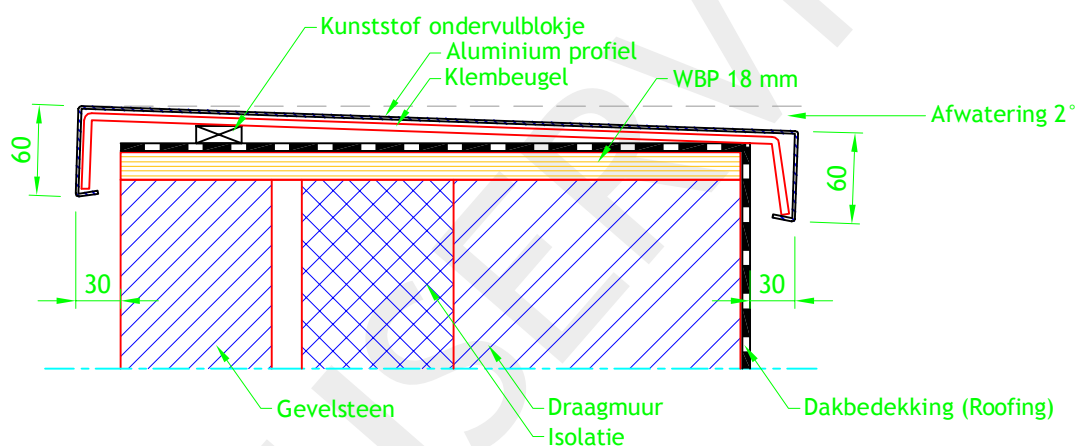 Kunststof ondervulblokje
Aluminium profiel
Klembeugel
WBP 18 mm
Afwatering 2°
60
60
30
30
Gevelsteen
Draagmuur
Isolatie
Dakbedekking (Roofing)